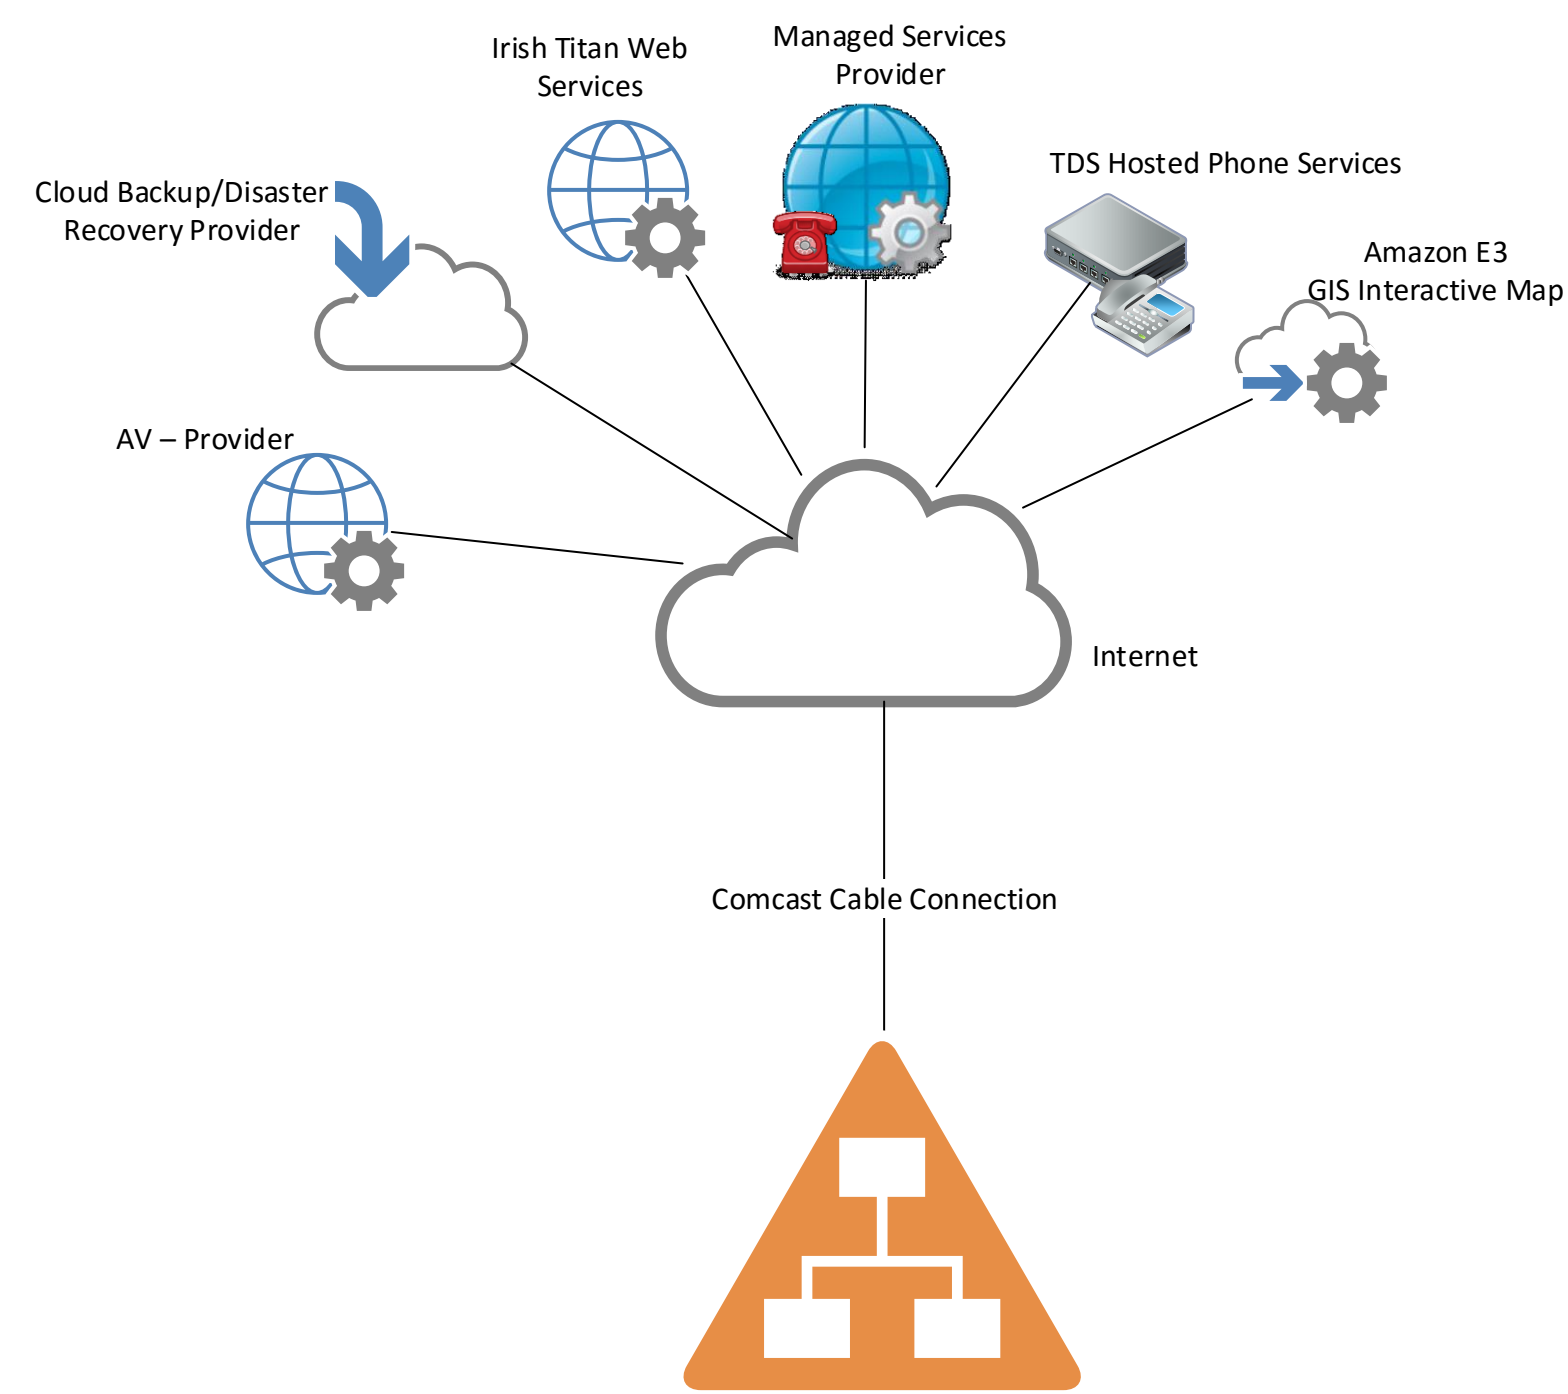 Irish Titan Web
Services
Managed Services
Provider
TDS Hosted Phone Services
Cloud Backup/Disaster
Recovery Provider
Amazon E3
GIS Interactive Map
AV – Provider
Internet
Comcast Cable Connection